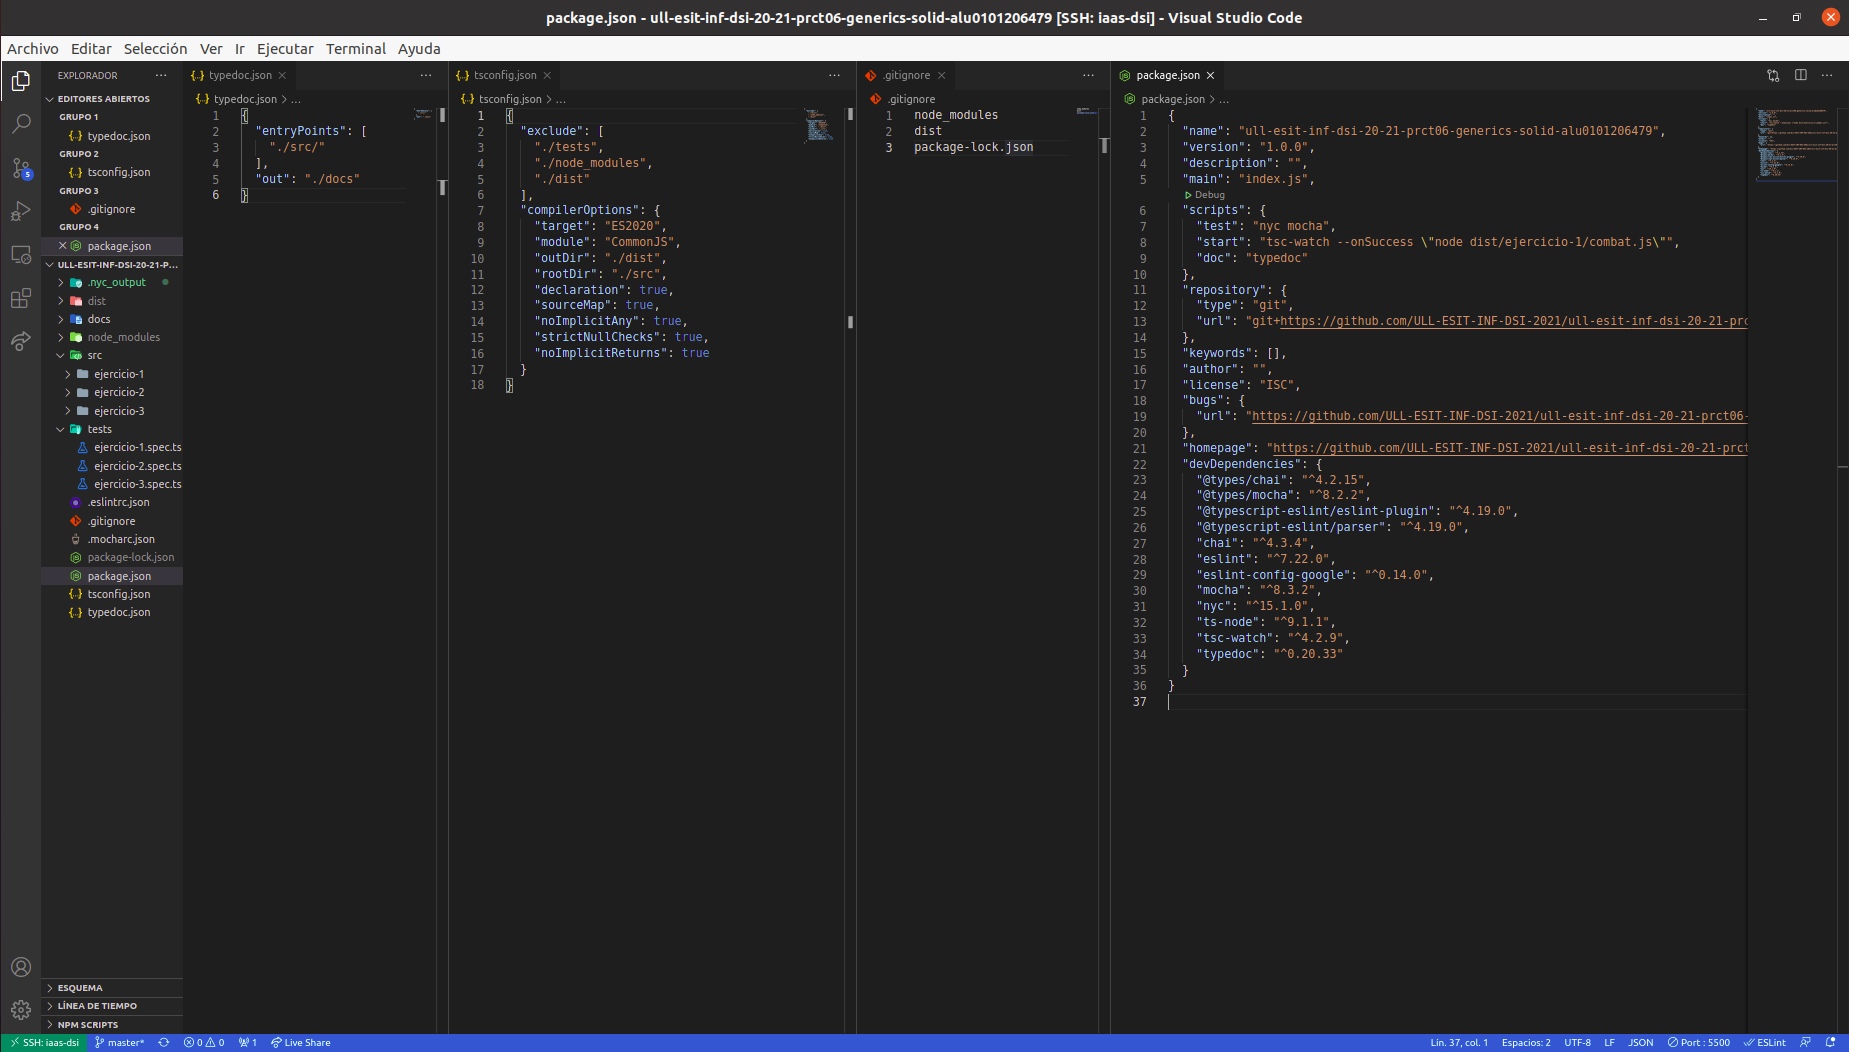 package.json - ull-esit-inf-dsi-20-21-prct06-generics-solid-alu0101206479 [SSH: iaas-dsi] - Visual Studio Code
Archivo Editar Selección Ver Ir Ejecutar Terminal Ayuda
EXPLORADOR
EDITORES ABIERTOS
GRUPO 1
{..} typedoc.json
GRUPO 2
{..} tsconfig.json
GRUPO 3
.gitignore
GRUPO 4
package.json
ULL-ESIT-INF-DSI-20-21-P...
.nyc_output
dist
docs
node_modules
src
ejercicio-1
ejercicio-2
ejercicio-3
tests
ejercicio-1.spec.ts
ejercicio-2.spec.ts
ejercicio-3.spec.ts
.eslintrc.json
.gitignore
.mocharc.json
package-lock.json
package.json
{..} tsconfig.json
{..} typedoc.json
ESQUEMA
LÍNEA DE TIEMPO
NPM SCRIPTS
{..} typedoc.json
{..} typedoc.json > ...
1 {
2 "entryPoints": [
3 "./src/"
4 ],
5 "out": "./docs"
6 }
{..} tsconfig.json
{..} tsconfig.json > ...
1 {
2 "exclude": [
3 "./tests",
4 "./node_modules",
5 "./dist"
6 ],
7 "compilerOptions": {
8 "target": "ES2020",
9 "module": "CommonJS",
10 "outDir": "./dist",
11 "rootDir": "./src",
12 "declaration": true,
13 "sourceMap": true,
14 "noImplicitAny": true,
15 "strictNullChecks": true,
16 "noImplicitReturns": true
17 }
18 }
.gitignore
.gitignore
1 node_modules
2 dist
3 package-lock.json
package.json
package.json > ...
1 {
2 "name": "ull-esit-inf-dsi-20-21-prct06-generics-solid-alu0101206479",
3 "version": "1.0.0",
4 "description": "",
5 "main": "index.js",
Debug
6 "scripts": {
7 "test": "nyc mocha",
8 "start": "tsc-watch --onSuccess \"node dist/ejercicio-1/combat.js\"",
9 "doc": "typedoc"
10 },
11 "repository": {
12 "type": "git",
13 "url": "git+https://github.com/ULL-ESIT-INF-DSI-2021/ull-esit-inf-dsi-20-21-prc
14 },
15 "keywords": [],
16 "author": "",
17 "license": "ISC",
18 "bugs": {
19 "url": "https://github.com/ULL-ESIT-INF-DSI-2021/ull-esit-inf-dsi-20-21-prct06-
20 },
21 "homepage": "https://github.com/ULL-ESIT-INF-DSI-2021/ull-esit-inf-dsi-20-21-prct
22 "devDependencies": {
23 "@types/chai": "^4.2.15",
24 "@types/mocha": "^8.2.2",
25 "@typescript-eslint/eslint-plugin": "^4.19.0",
26 "@typescript-eslint/parser": "^4.19.0",
27 "chai": "^4.3.4",
28 "eslint": "^7.22.0",
29 "eslint-config-google": "^0.14.0",
30 "mocha": "^8.3.2",
31 "nyc": "^15.1.0",
32 "ts-node": "^9.1.1",
33 "tsc-watch": "^4.2.9",
34 "typedoc": "^0.20.33"
35 }
36 }
37
5
SSH: iaas-dsi master* 0 0 1 Live Share Lín. 37, col. 1 Espacios: 2 UTF-8 LF JSON Port : 5500 ESLint